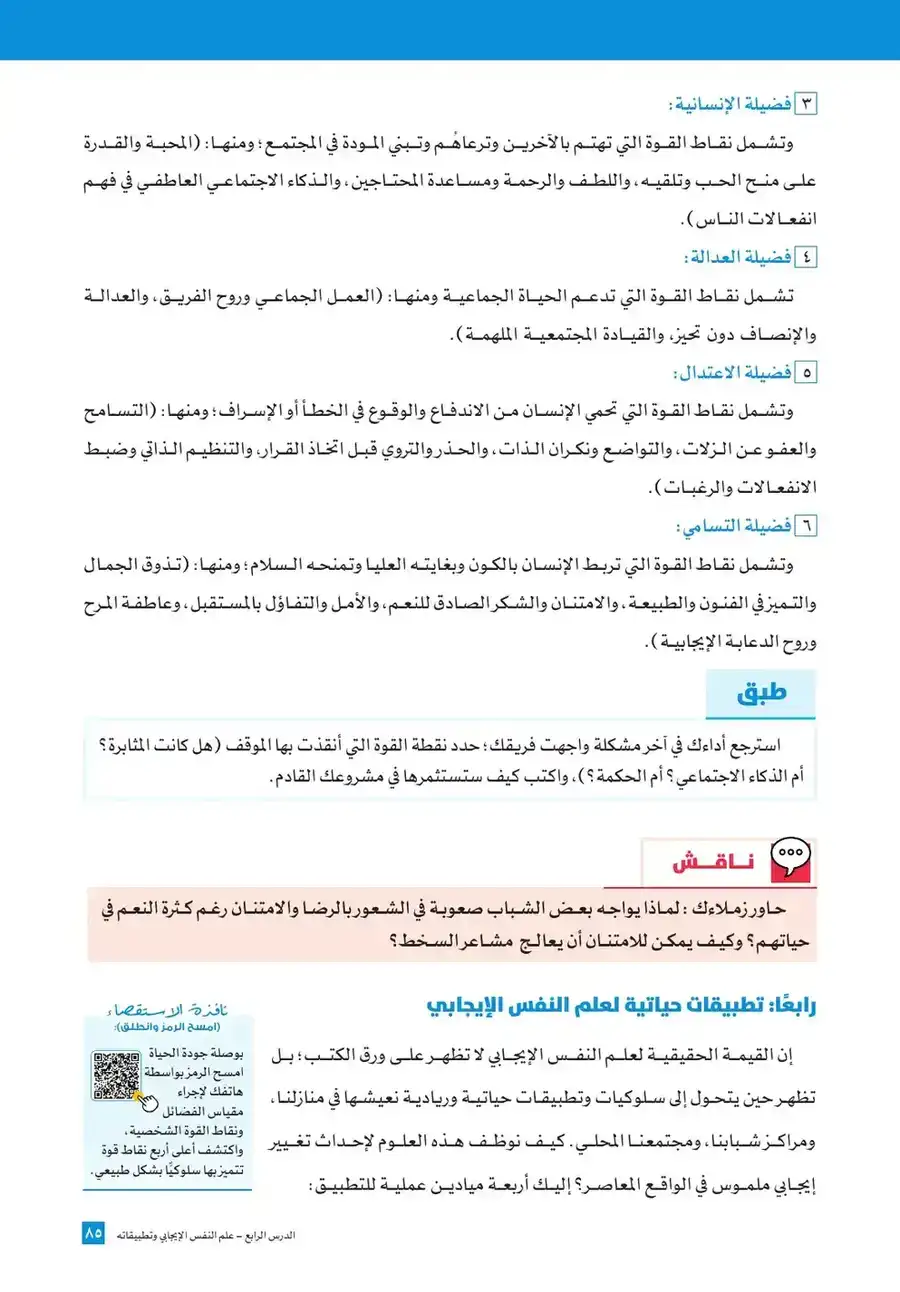 ٣ فضيلة الإنسانية:
وتشمل نقاط القوة التي تهتم بالآخرين وترعاهُم وتبني المودة في المجتمع؛ ومنها: (المحبة والقدرة
على منح الحب وتلقيه، واللطف والرحمة ومساعدة المحتاجين، والذكاء الاجتماعي العاطفي في فهم
انفعالات الناس).
٤ فضيلة العدالة:
تشمل نقاط القوة التي تدعم الحياة الجماعية ومنها: (العمل الجماعي وروح الفريق، والعدالة
والإنصاف دون تحيز، والقيادة المجتمعية الملهمة).
٥ فضيلة الاعتدال:
وتشمل نقاط القوة التي تحمي الإنسان من الاندفاع والوقوع في الخطأ أو الإسراف؛ ومنها: (التسامح
والعفو عن الزلات، والتواضع ونكران الذات، والحذر والتروي قبل اتخاذ القرار، والتنظيم الذاتي وضبط
الانفعالات والرغبات).
٦ فضيلة التسامي:
وتشمل نقاط القوة التي تربط الإنسان بالكون وبغايته العليا وتمنحه السلام؛ ومنها: (تذوق الجمال
والتميز في الفنون والطبيعة، والامتنان والشكر الصادق للنعم، والأمل والتفاؤل بالمستقبل، وعاطفة المرح
وروح الدعابة الإيجابية).
طبق
استرجع أداءك في آخر مشكلة واجهت فريقك؛ حدد نقطة القوة التي أنقذت بها الموقف (هل كانت المثابرة؟
أم الذكاء الاجتماعي؟ أم الحكمة؟)، واكتب كيف ستستثمرها في مشروعك القادم.
ناقش
حاور زملاءك: لماذا يواجه بعض الشباب صعوبة في الشعور بالرضا والامتنان رغم كثرة النعم في
حياتهم؟ وكيف يمكن للامتنان أن يعالج مشاعر السخط؟
رابعًا: تطبيقات حياتية لعلم النفس الإيجابي
إن القيمة الحقيقية لعلم النفس الإيجابي لا تظهر على ورق الكتب؛ بل
تظهر حين يتحول إلى سلوكيات وتطبيقات حياتية وريادية نعيشها في منازلنا،
ومراكز شبابنا، ومجتمعنا المحلي. كيف نوظف هذه العلوم لإحداث تغيير
إيجابي ملموس في الواقع المعاصر؟ إليك أربعة ميادين عملية للتطبيق:
نافذة الاستقصاء
(امسح الرمز وانطلق):
بوصلة جودة الحياة
امسح الرمز بواسطة
هاتفك لإجراء
مقياس الفضائل
ونقاط القوة الشخصية،
واكتشف أعلى أربع نقاط قوة
تتميز بها سلوكيًا بشكل طبيعي.
الدرس الرابع – علم النفس الإيجابي وتطبيقاته
٨٥